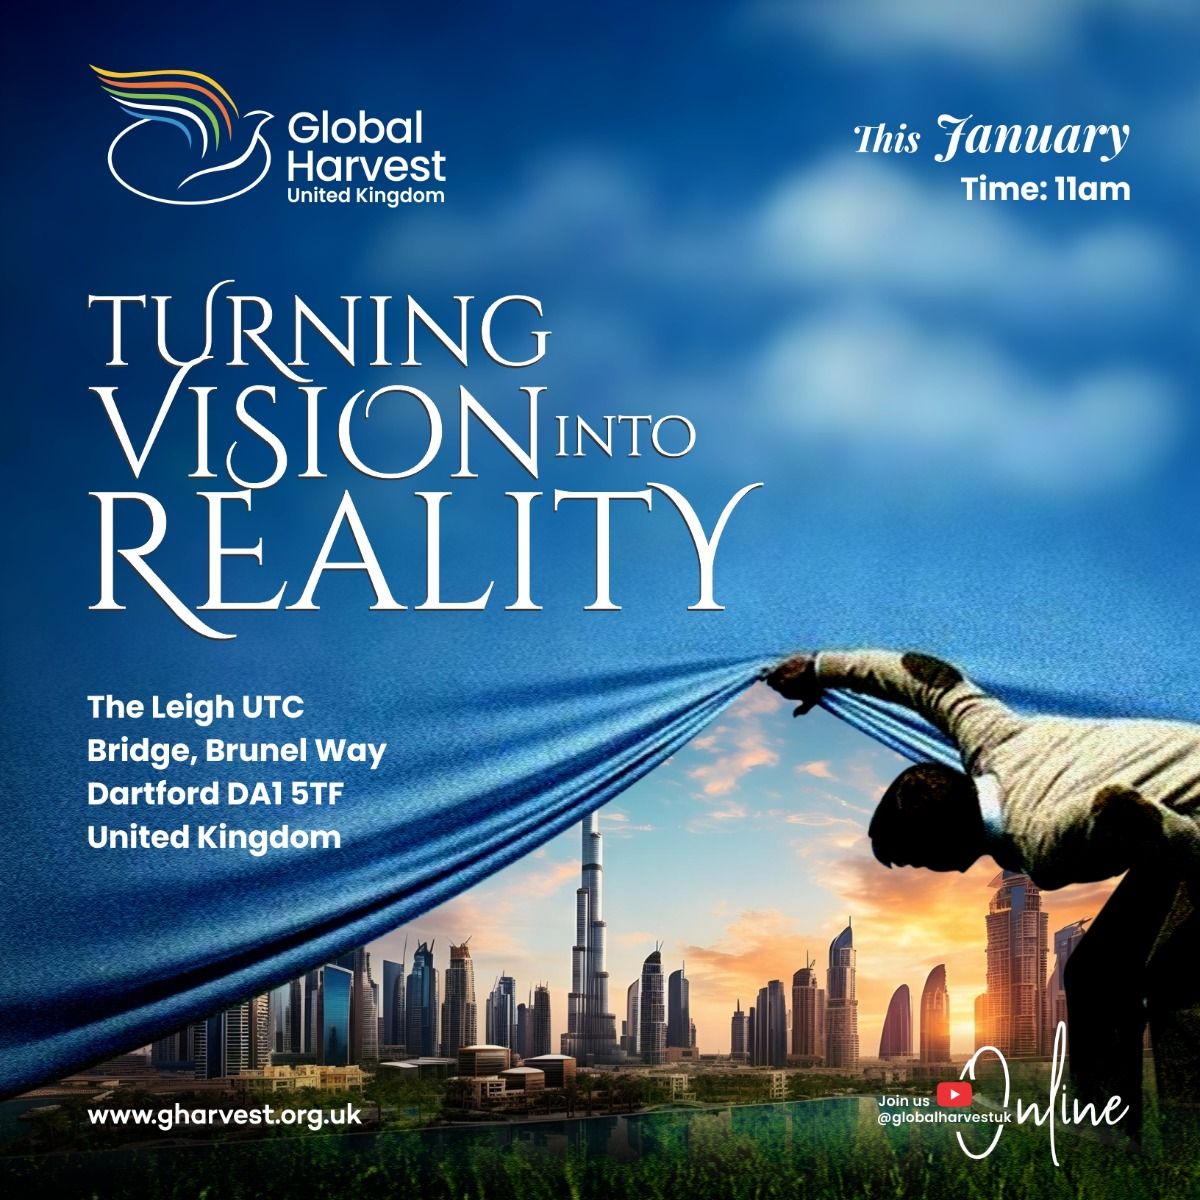 Global
Harvest
United Kingdom
This January
Time: 11am
TURNING
VISION INTO
REALITY
The Leigh UTC
Bridge, Brunel Way
Dartford DA1 5TF
United Kingdom
www.gharvest.org.uk
Join us
@globalharvestuk
Online